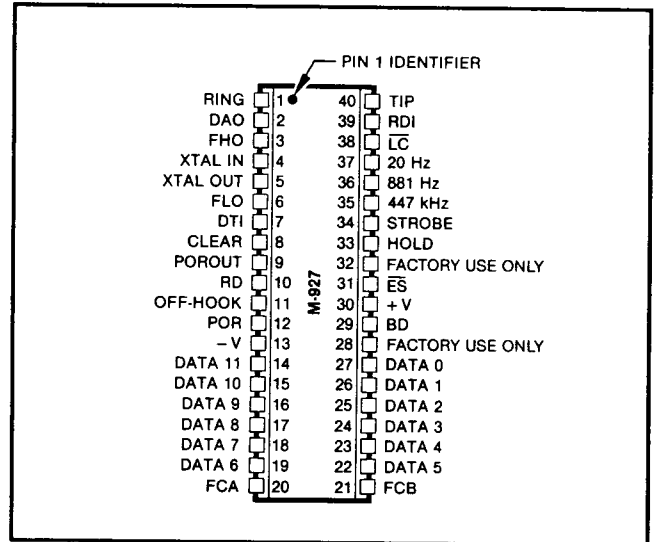 PIN 1 IDENTIFIER
RING 1 40 TIP
DAO 2 39 RDI
FHO 3 38 L̅C̅
XTAL IN 4 37 20 Hz
XTAL OUT 5 36 881 Hz
FLO 6 35 447 kHz
DTI 7 34 STROBE
CLEAR 8 33 HOLD
POROUT 9 32 FACTORY USE ONLY
RD 10 31 E̅S̅
OFF-HOOK 11 30 +V
POR 12 29 BD
−V 13 28 FACTORY USE ONLY
DATA 11 14 27 DATA 0
DATA 10 15 26 DATA 1
DATA 9 16 25 DATA 2
DATA 8 17 24 DATA 3
DATA 7 18 23 DATA 4
DATA 6 19 22 DATA 5
FCA 20 21 FCB
M-927